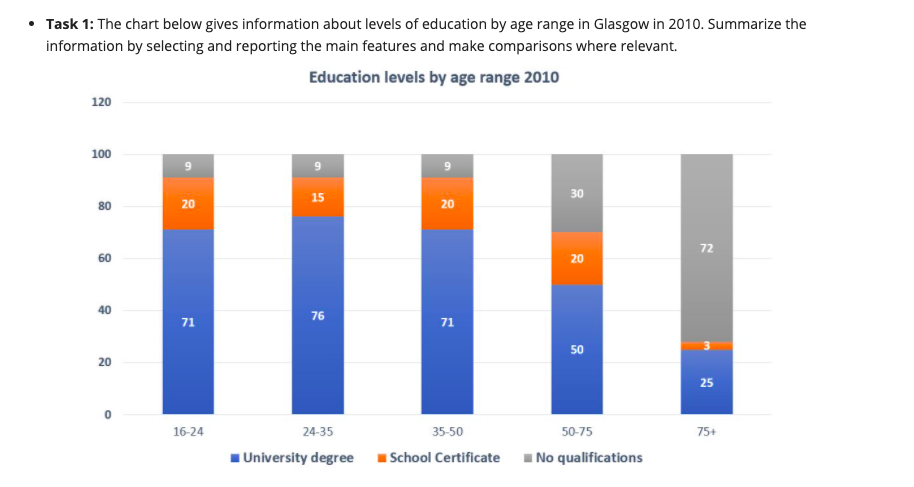 • Task 1: The chart below gives information about levels of education by age range in Glasgow in 2010. Summarize the
information by selecting and reporting the main features and make comparisons where relevant.
Education levels by age range 2010
120
100
80
60
40
20
0
9 9 9 30 72
20 15 20 20 3
71 76 71 50 25
16-24 24-35 35-50 50-75 75+
University degree School Certificate No qualifications